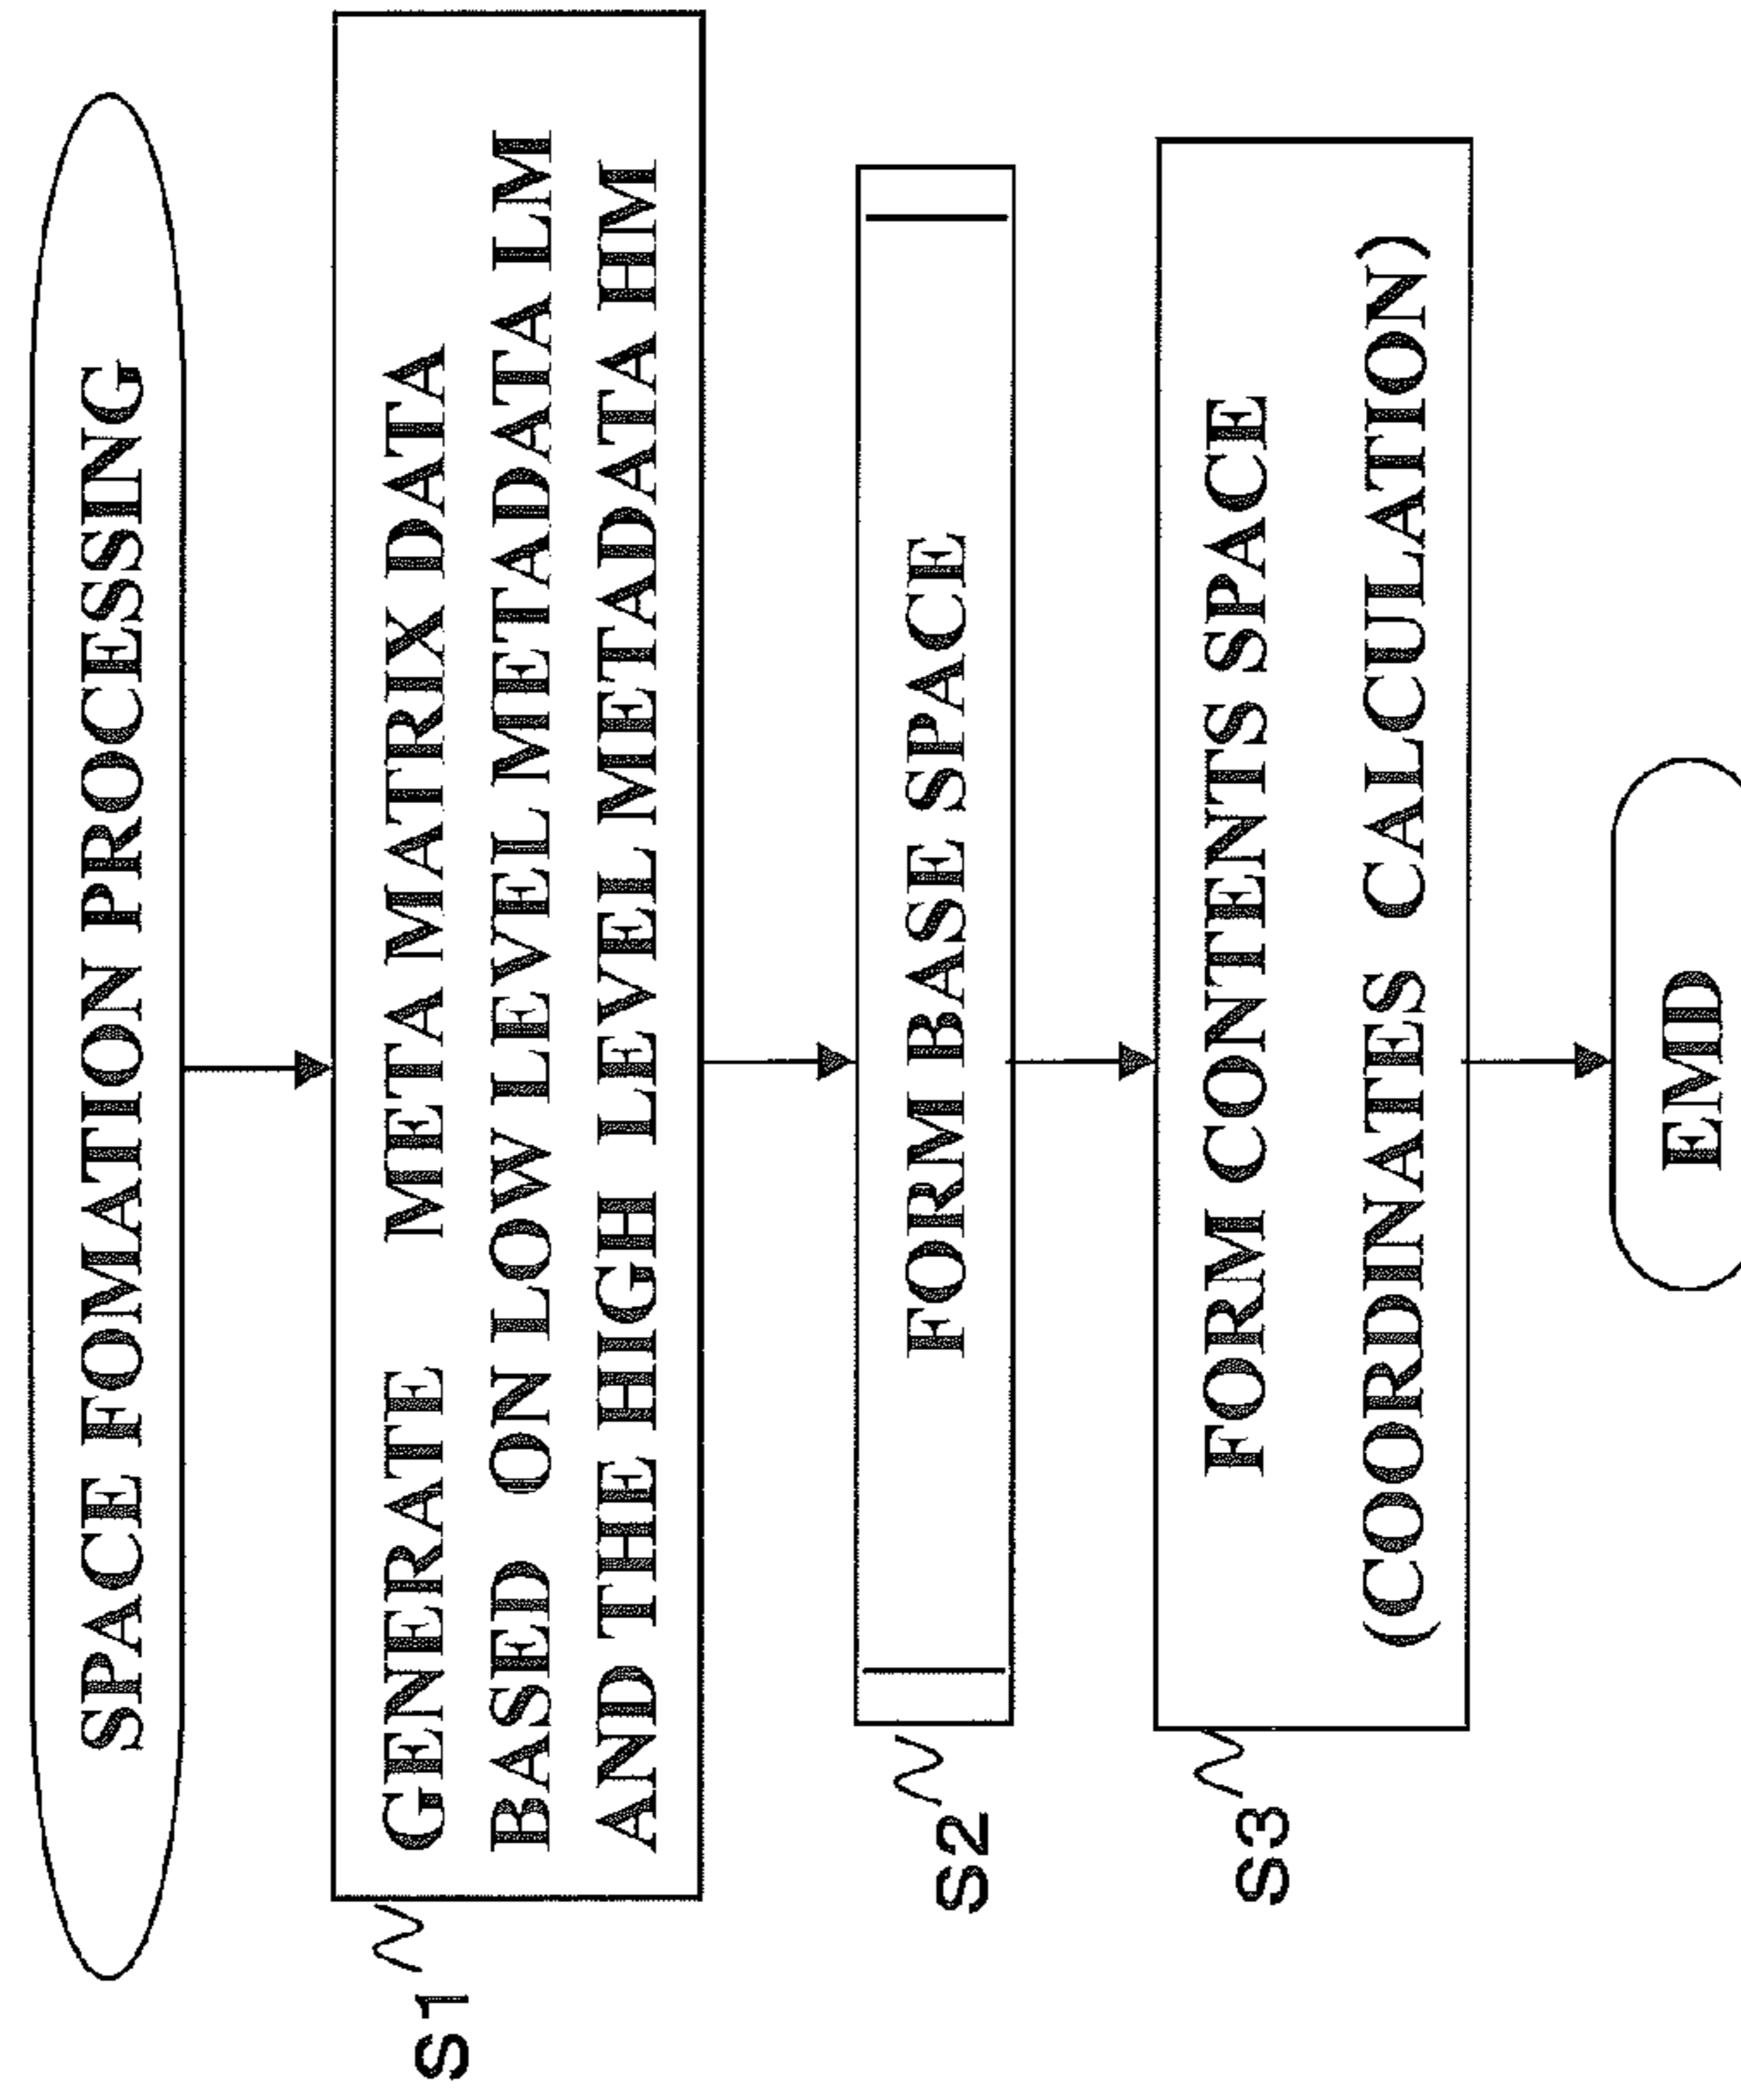 SPACE FOMATION PROCESSING
S1
GENERATE META MATRIX DATA
BASED ON LOW LEVEL METADATA LM
AND THE HIGH LEVEL METADATA HM
S2
FORM BASE SPACE
S3
FORM CONTENTS SPACE
(COORDINATES CALCULATION)
EMD